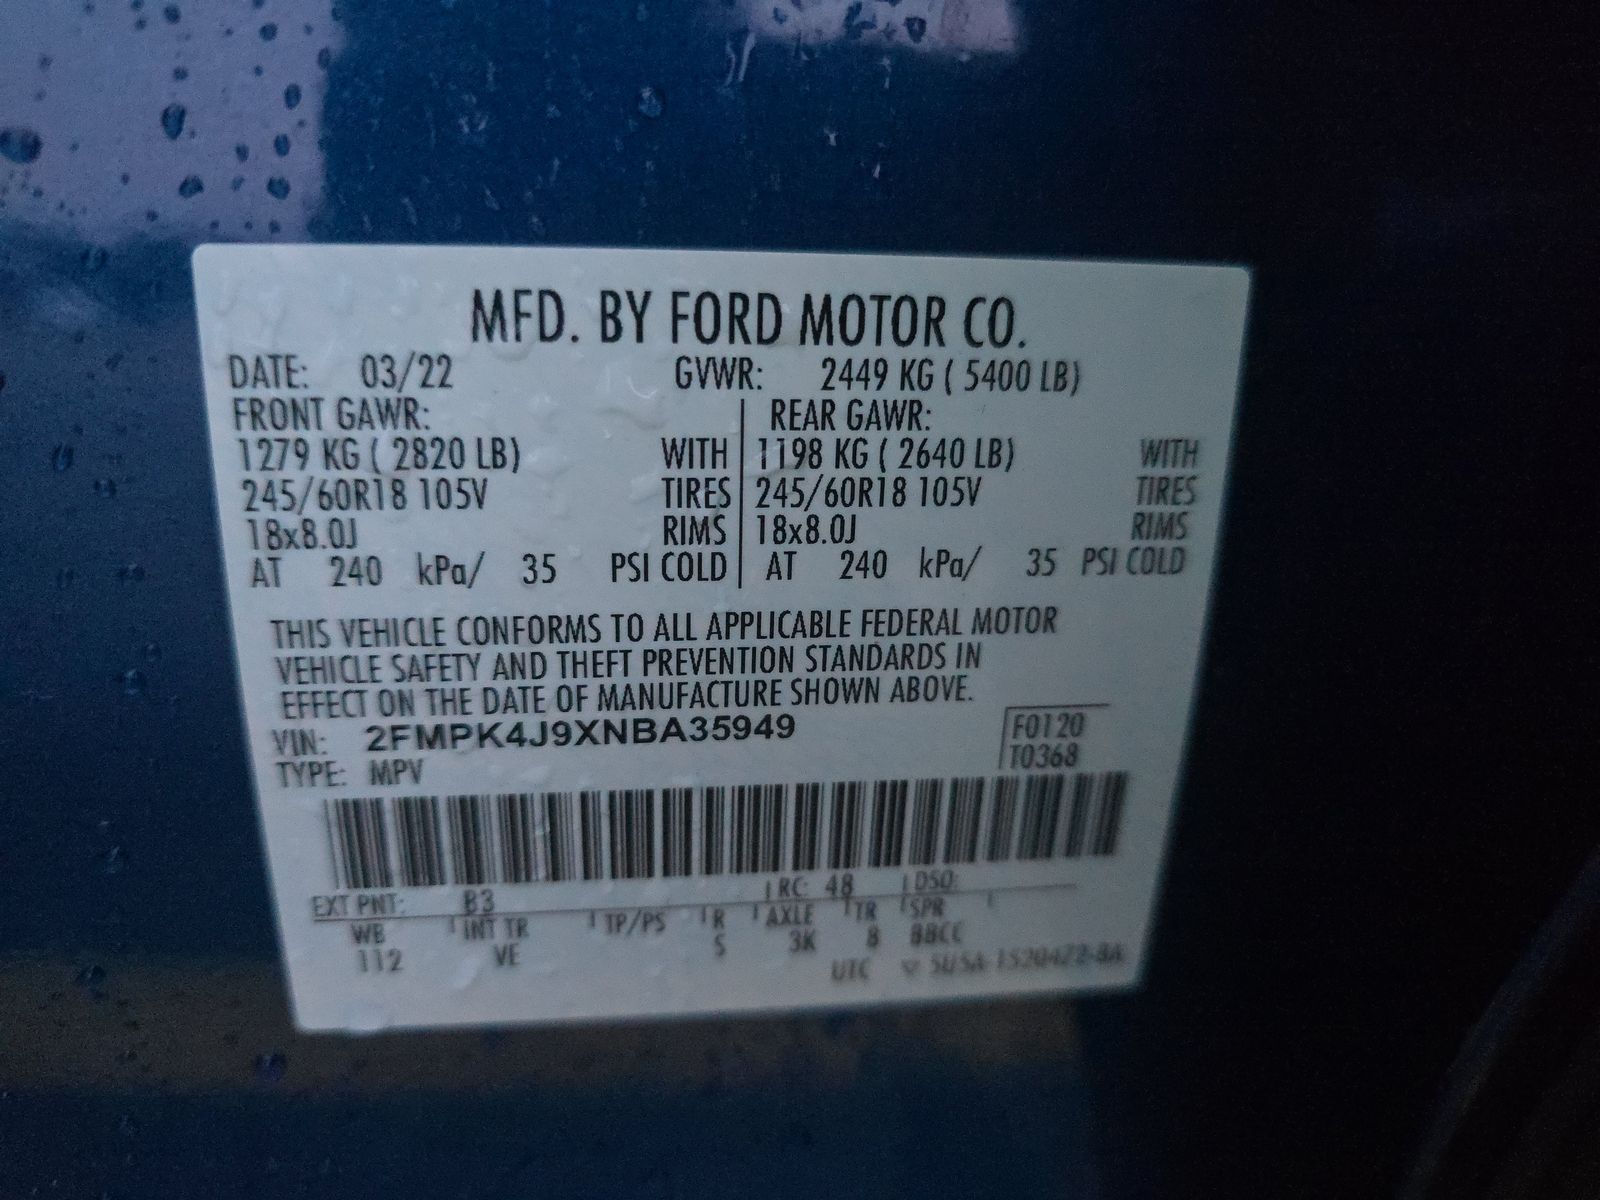 MFD. BY FORD MOTOR CO.
DATE: 03/22 GVWR: 2449 KG ( 5400 LB)
FRONT GAWR: REAR GAWR:
1279 KG ( 2820 LB) WITH 1198 KG ( 2640 LB) WITH
245/60R18 105V TIRES 245/60R18 105V TIRES
18x8.0J RIMS 18x8.0J RIMS
AT 240 kPa/ 35 PSI COLD AT 240 kPa/ 35 PSI COLD
THIS VEHICLE CONFORMS TO ALL APPLICABLE FEDERAL MOTOR
VEHICLE SAFETY AND THEFT PREVENTION STANDARDS IN
EFFECT ON THE DATE OF MANUFACTURE SHOWN ABOVE.
VIN: 2FMPK4J9XNBA35949 F0120
TYPE: MPV T0368
EXT PNT: B3 RC: 48 DSO:
WB INT TR TP/PS R AXLE TR SPR
112 VE S 3K 8
UTC